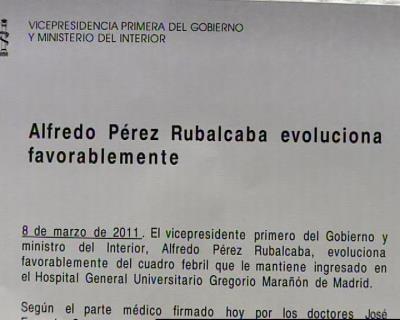 VICEPRESIDENCIA PRIMERA DEL GOBIERNO
Y MINISTERIO DEL INTERIOR
Alfredo Pérez Rubalcaba evoluciona
favorablemente
8 de marzo de 2011. El vicepresidente primero del Gobierno y
ministro del Interior, Alfredo Pérez Rubalcaba, evoluciona
favorablemente del cuadro febril que le mantiene ingresado en
el Hospital General Universitario Gregorio Marañón de Madrid.
Según el parte médico firmado hoy por los doctores José